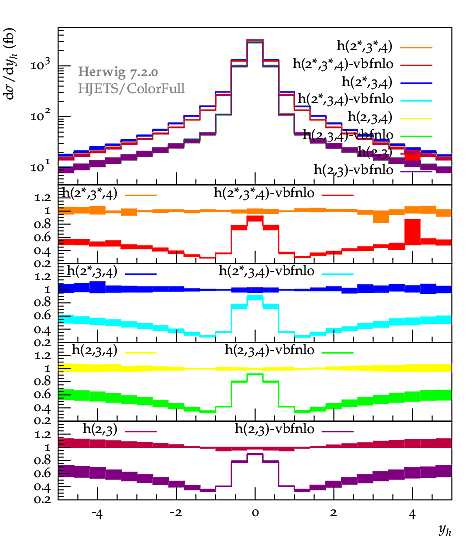 dσ/dy_h (fb)
10^3
10^2
10^1
Herwig 7.2.0
HJETS/ColorFull
h(2*,3*,4)
h(2*,3*,4)-vbfnlo
h(2*,3,4)
h(2*,3,4)-vbfnlo
h(2,3,4)
h(2,3,4)-vbfnlo
h(2,3)
h(2,3)-vbfnlo
1.2
1
0.8
0.6
0.4
0.2
h(2*,3*,4) h(2*,3*,4)-vbfnlo
1.2
1
0.8
0.6
0.4
0.2
h(2*,3,4) h(2*,3,4)-vbfnlo
1.2
1
0.8
0.6
0.4
0.2
h(2,3,4) h(2,3,4)-vbfnlo
1.2
1
0.8
0.6
0.4
0.2
h(2,3) h(2,3)-vbfnlo
-4 -2 0 2 4
y_h